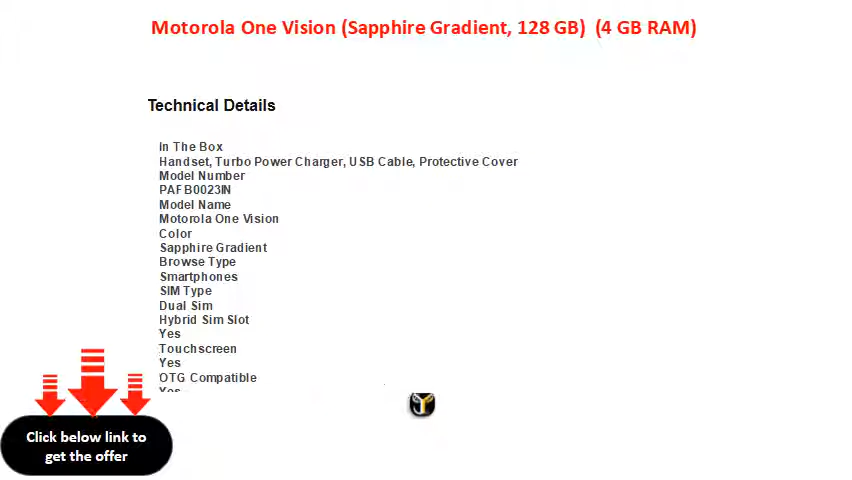 Motorola One Vision (Sapphire Gradient, 128 GB) (4 GB RAM)
Technical Details
In The Box
Handset, Turbo Power Charger, USB Cable, Protective Cover
Model Number
PAFB0023IN
Model Name
Motorola One Vision
Color
Sapphire Gradient
Browse Type
Smartphones
SIM Type
Dual Sim
Hybrid Sim Slot
Yes
Touchscreen
Yes
OTG Compatible
Yes
Click below link to
get the offer